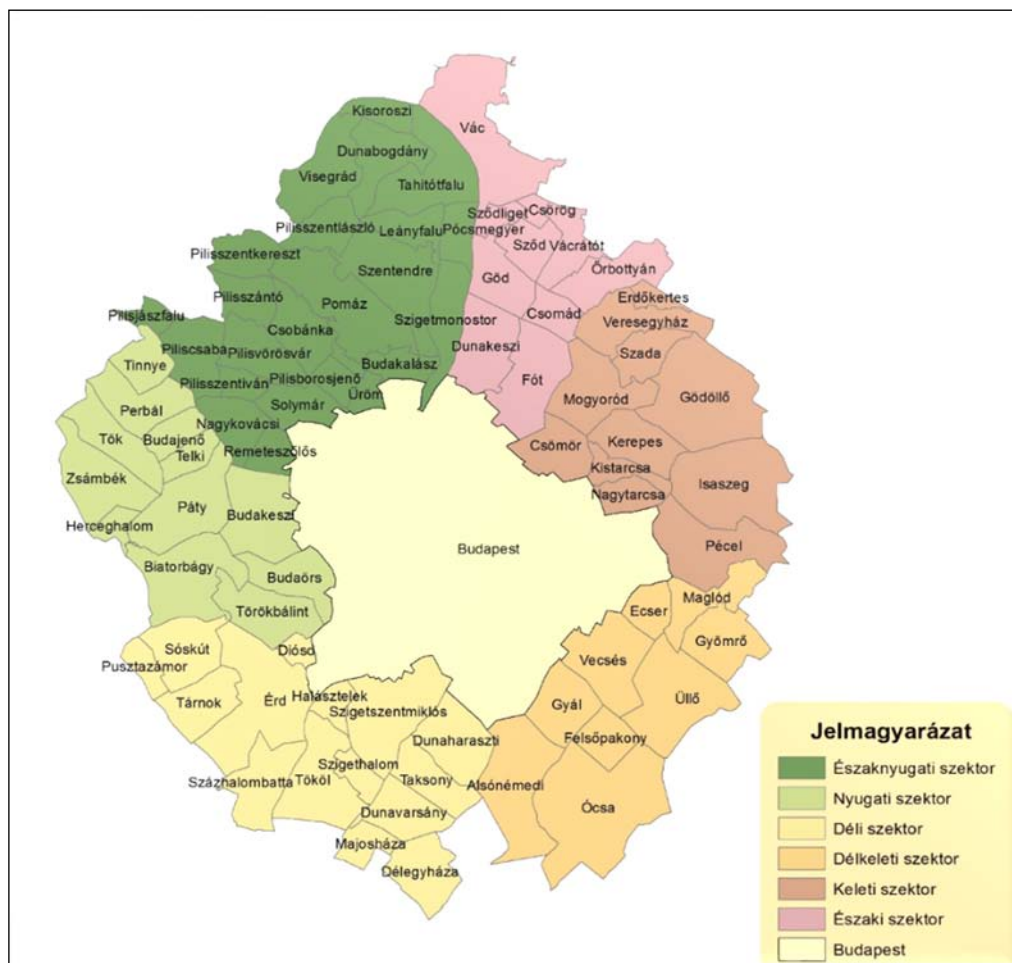 Kisoroszi
Vác
Dunabogdány
Visegrád
Tahitótfalu
Sződliget
Csörög
Pilisszentlászló
Leányfalu
Pócsmegyer
Sződ
Vácrátót
Pilisszentkereszt
Szentendre
Őrbottyán
Göd
Pilisszántó
Pomáz
Erdőkertes
Pilisjászfalu
Csobánka
Szigetmonostor
Csomád
Veresegyház
Piliscsaba
Pilisvörösvár
Dunakeszi
Szada
Tinnye
Budakalász
Pilisszentiván
Pilisborosjenő
Fót
Üröm
Mogyoród
Gödöllő
Perbál
Solymár
Nagykovácsi
Tök
Budajenő
Telki
Remeteszőlős
Csömör
Kerepes
Zsámbék
Kistarcsa
Isaszeg
Nagytarcsa
Páty
Budakeszi
Herceghalom
Budapest
Pécel
Biatorbágy
Budaörs
Törökbálint
Ecser
Maglód
Gyömrő
Sóskút
Diósd
Vecsés
Pusztazámor
Tárnok
Érd
Halásztelek
Szigetszentmiklós
Gyál
Üllő
Dunaharaszti
Felsőpakony
Szigethalom
Százhalombatta
Tököl
Taksony
Alsónémedi
Ócsa
Dunavarsány
Majosháza
Délegyháza
Jelmagyarázat
Északnyugati szektor
Nyugati szektor
Déli szektor
Délkeleti szektor
Keleti szektor
Északi szektor
Budapest